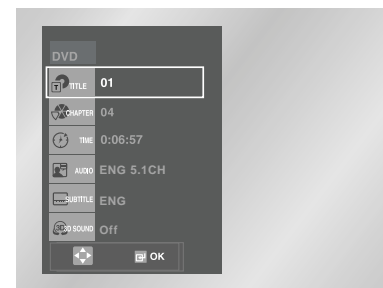 DVD
T TITLE 01
CHAPTER 04
TIME 0:06:57
AUDIO ENG 5.1CH
SUBTITLE ENG
3D SOUND Off
OK